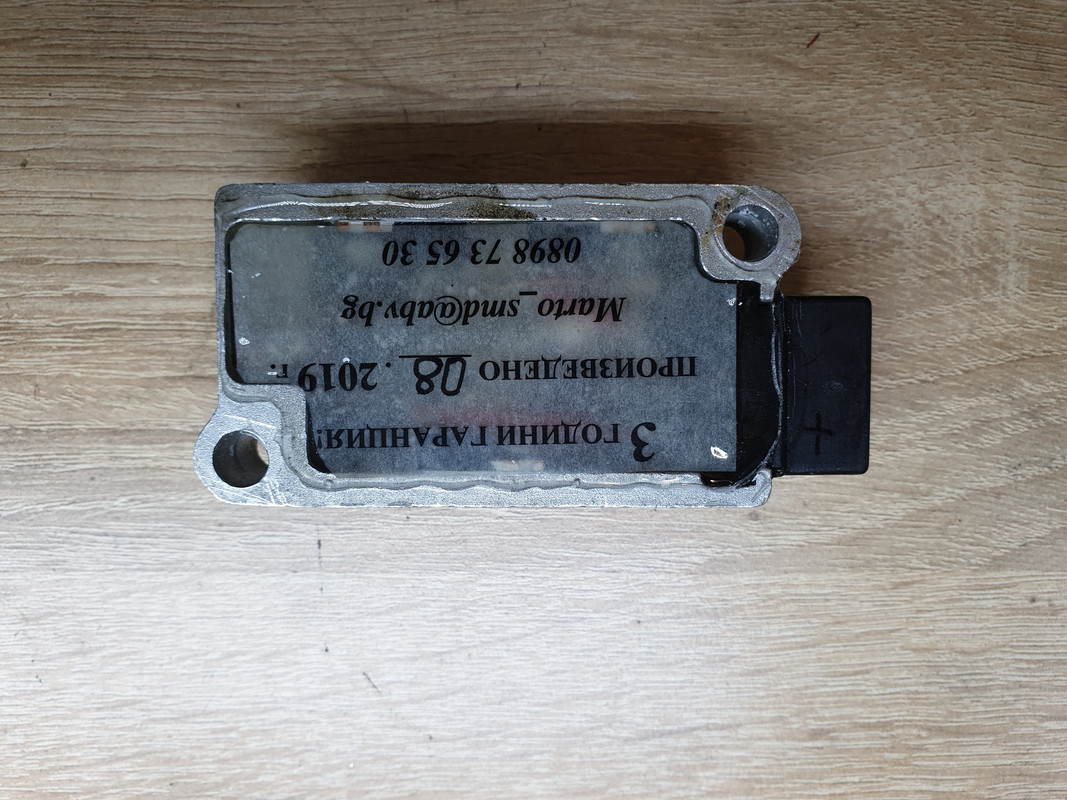 3 ГОДИНИ ГАРАНЦИЯ!
ПРОИЗВЕДЕНО 08 . 2019 г.
Marto_smd@abv.bg
0898 73 65 30
+